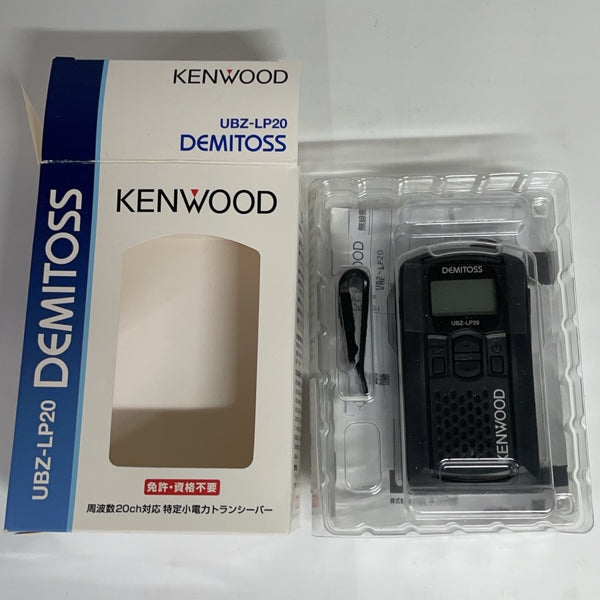 KENWOOD
UBZ-LP20
DEMITOSS
KENWOOD
UBZ-LP20 DEMITOSS
免許・資格不要
周波数20ch対応 特定小電力トランシーバー
DEMITOSS
UBZ-LP20
KENWOOD